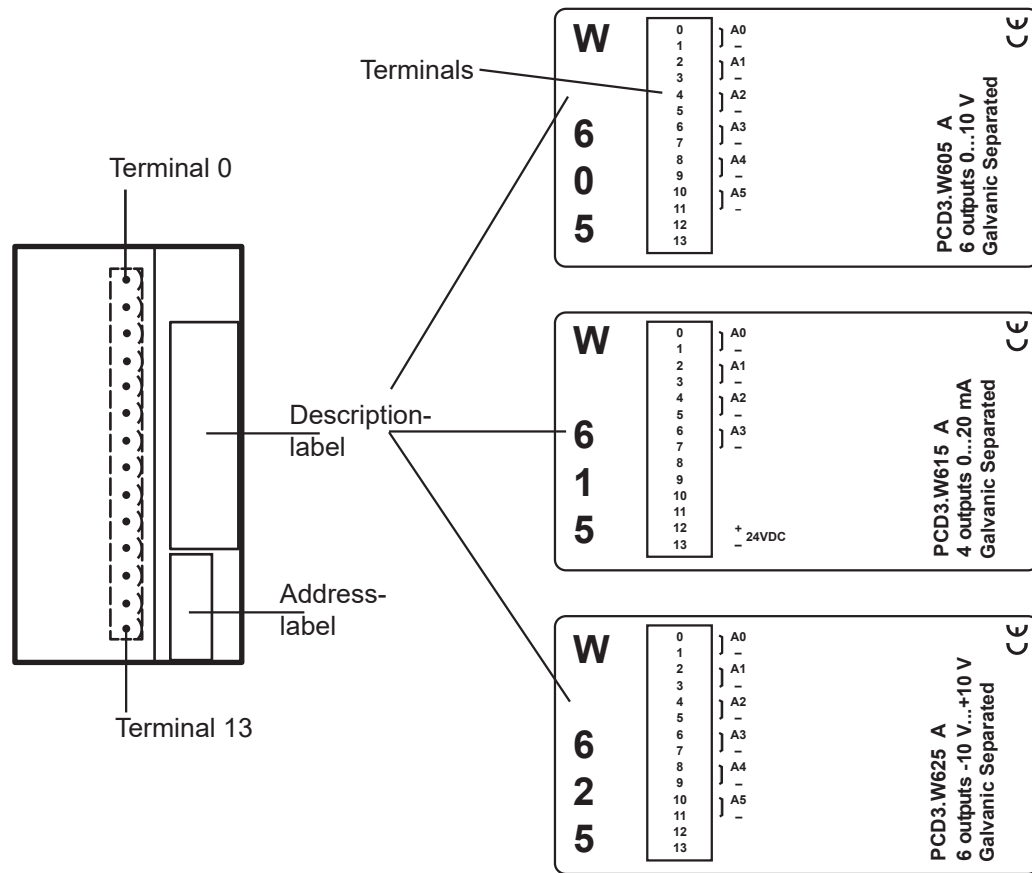 Terminal 0
Terminal 13
Description-
label
Address-
label
Terminals
W
6
0
5
0 A0
1 –
2 A1
3 –
4 A2
5 –
6 A3
7 –
8 A4
9 –
10 A5
11 –
12
13
PCD3.W605 A
6 outputs 0...10 V
Galvanic Separated
CE
W
6
1
5
0 A0
1 –
2 A1
3 –
4 A2
5 –
6 A3
7 –
8
9
10
11
12 +
24VDC
13 –
PCD3.W615 A
4 outputs 0...20 mA
Galvanic Separated
CE
W
6
2
5
0 A0
1 –
2 A1
3 –
4 A2
5 –
6 A3
7 –
8 A4
9 –
10 A5
11 –
12
13
PCD3.W625 A
6 outputs -10 V...+10 V
Galvanic Separated
CE